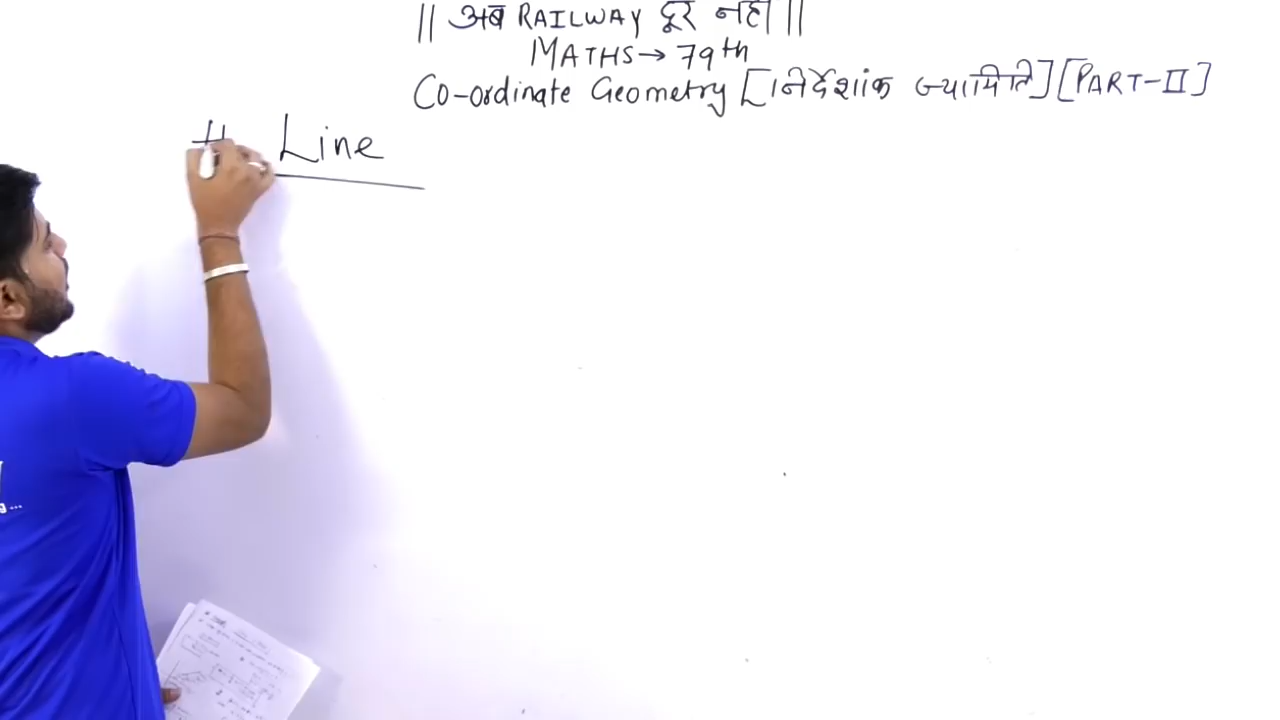 || अब RAILWAY दूर नहीं ||
MATHS → 79th
Co-ordinate Geometry [निर्देशांक ज्यामिति] [PART-II]
# Line